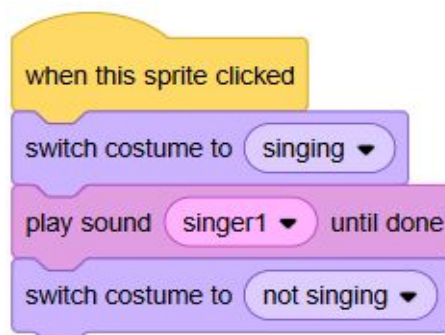 when this sprite clicked
switch costume to singing
play sound singer1 until done
switch costume to not singing